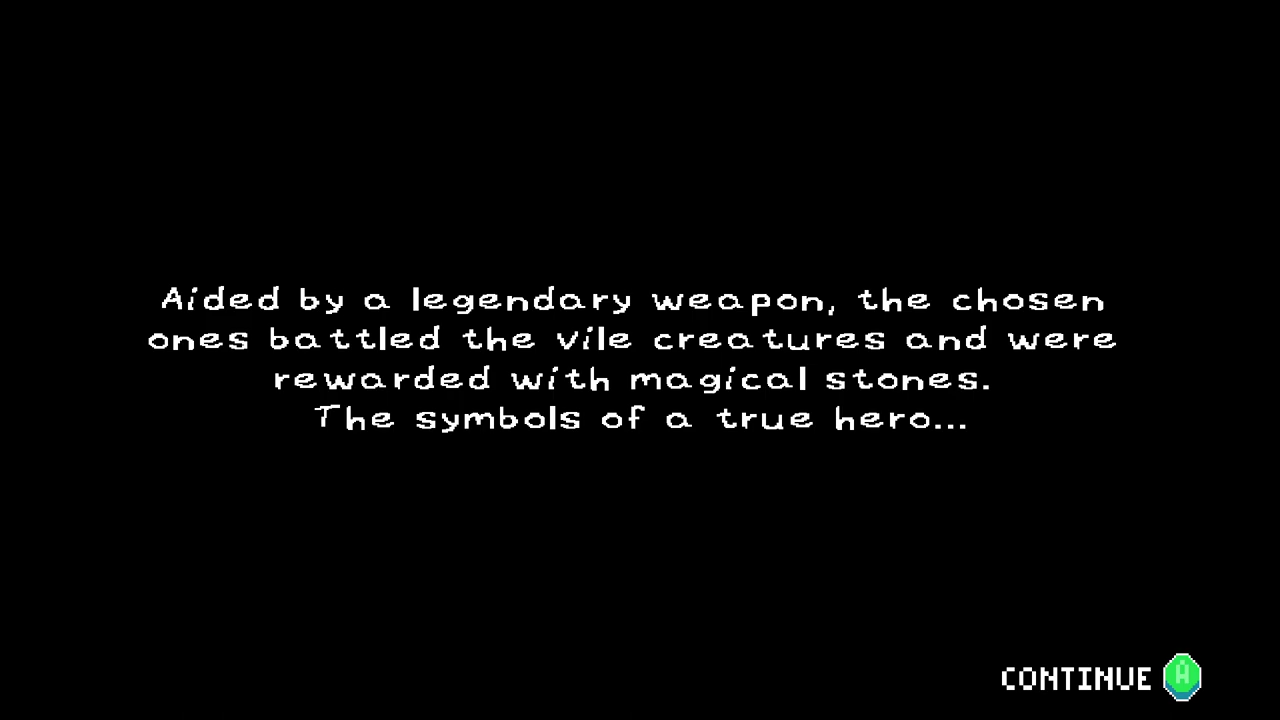 Aided by a legendary weapon, the chosen
ones battled the vile creatures and were
rewarded with magical stones.
The symbols of a true hero...
CONTINUE A